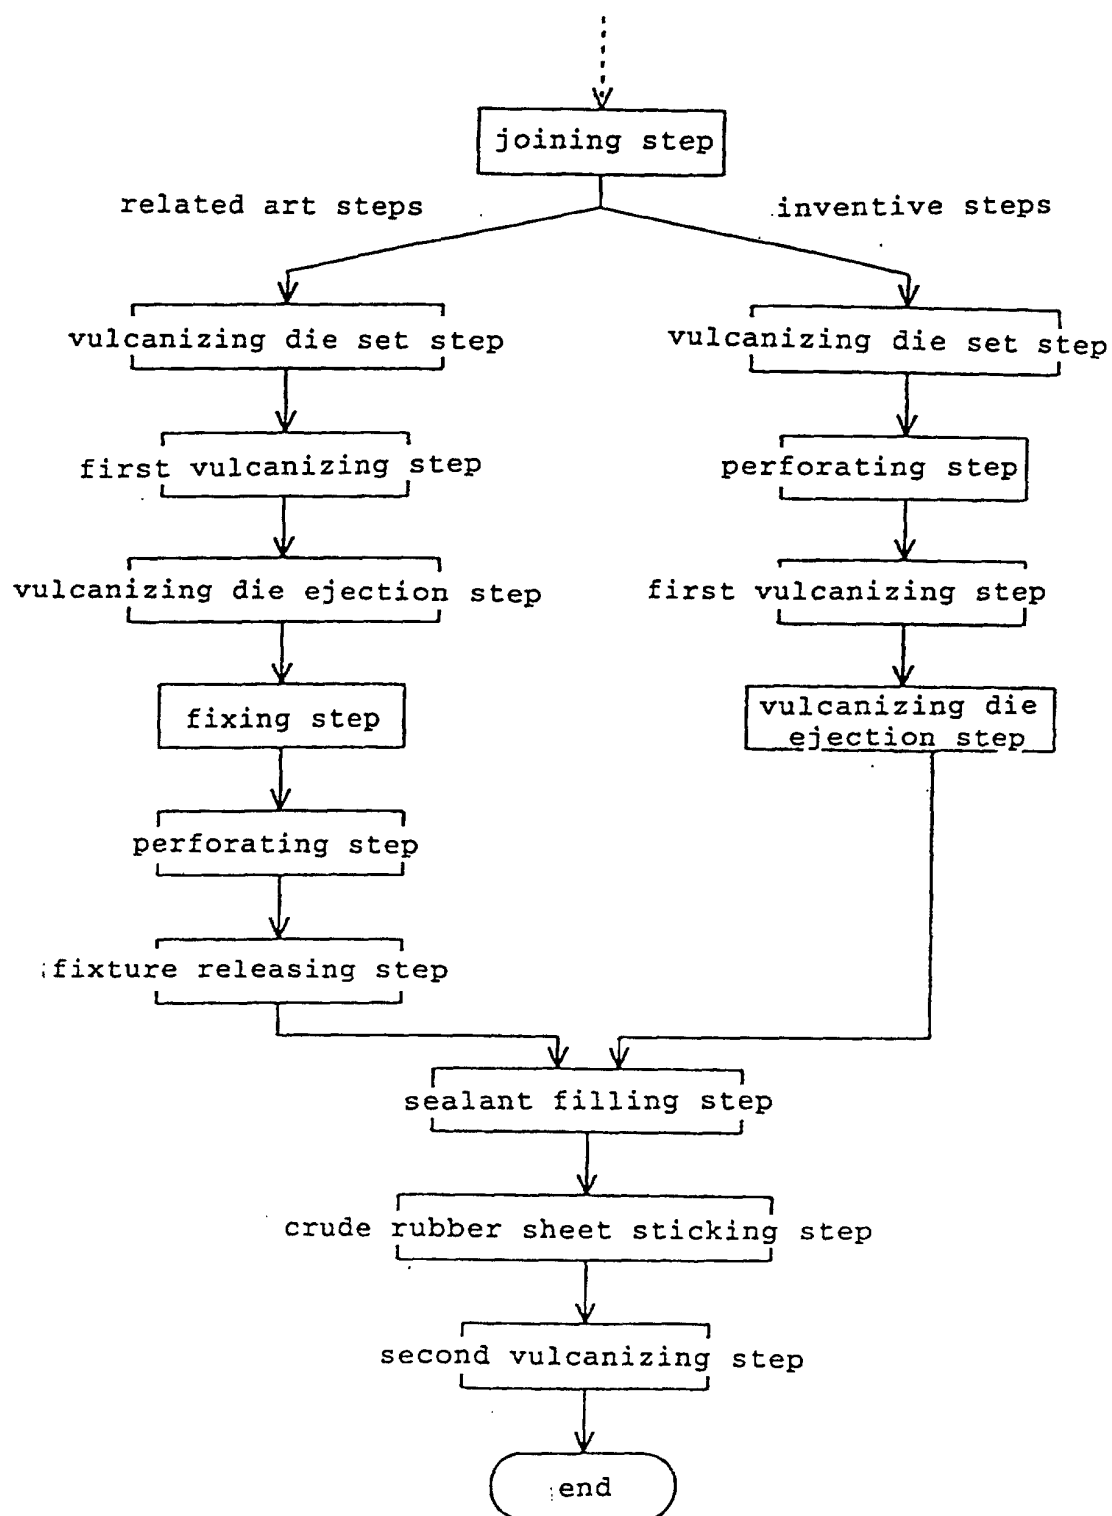 joining step
related art steps
inventive steps
vulcanizing die set step
first vulcanizing step
vulcanizing die ejection step
fixing step
perforating step
fixture releasing step
vulcanizing die set step
perforating step
first vulcanizing step
vulcanizing die
ejection step
sealant filling step
crude rubber sheet sticking step
second vulcanizing step
end